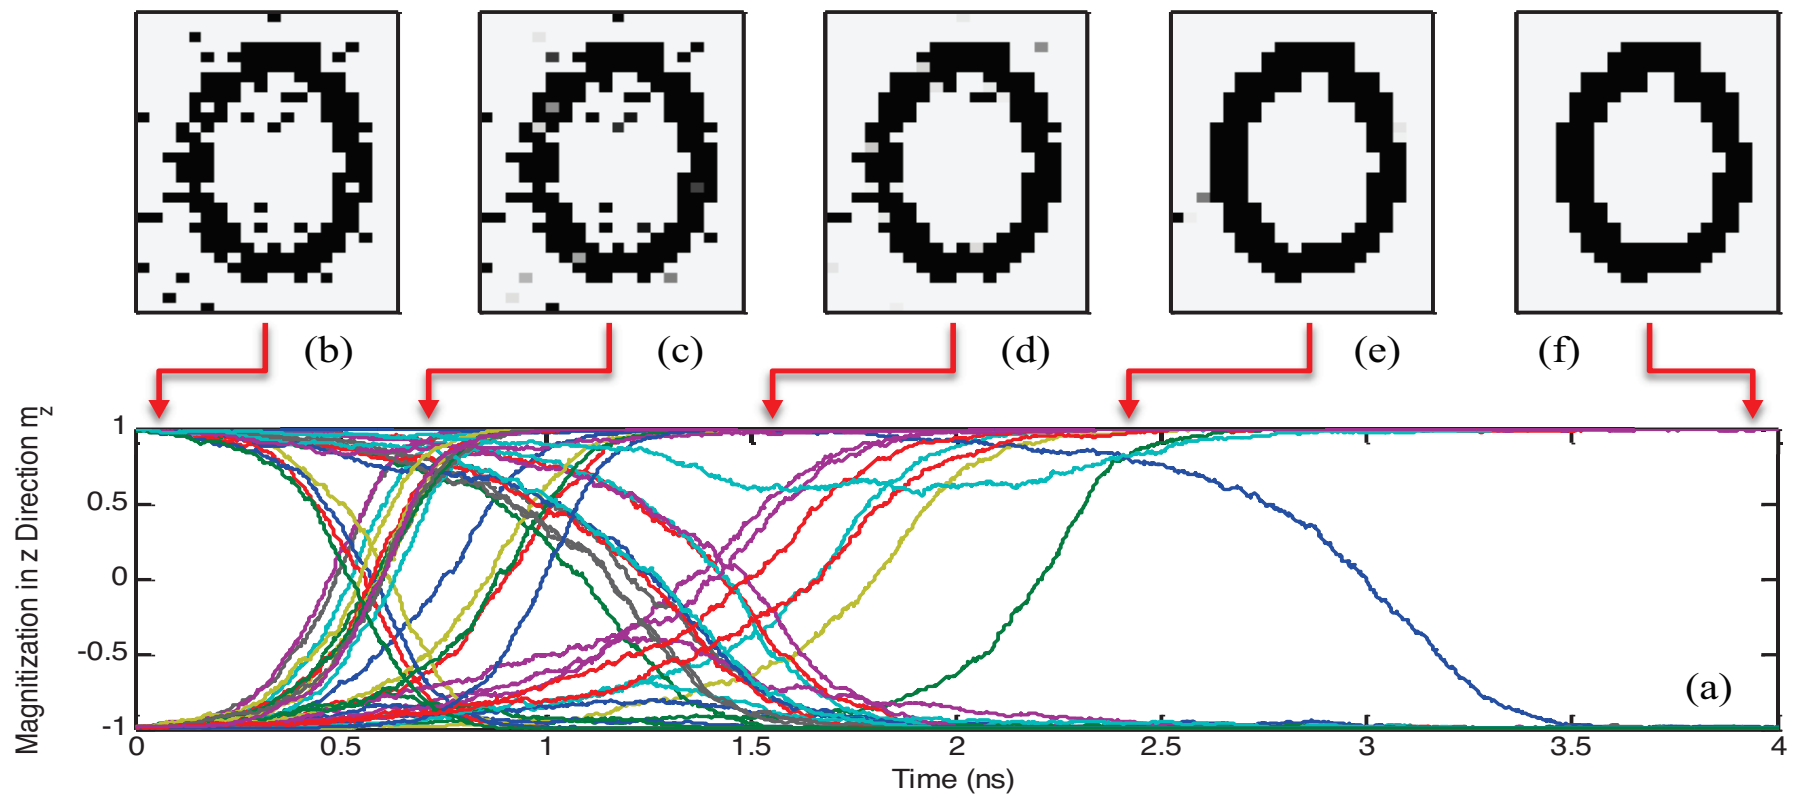 (b) (c) (d) (e) (f)
Magnitization in z Direction m_z
1
0.5
0
-0.5
-1
(a)
0 0.5 1 1.5 2 2.5 3 3.5 4
Time (ns)